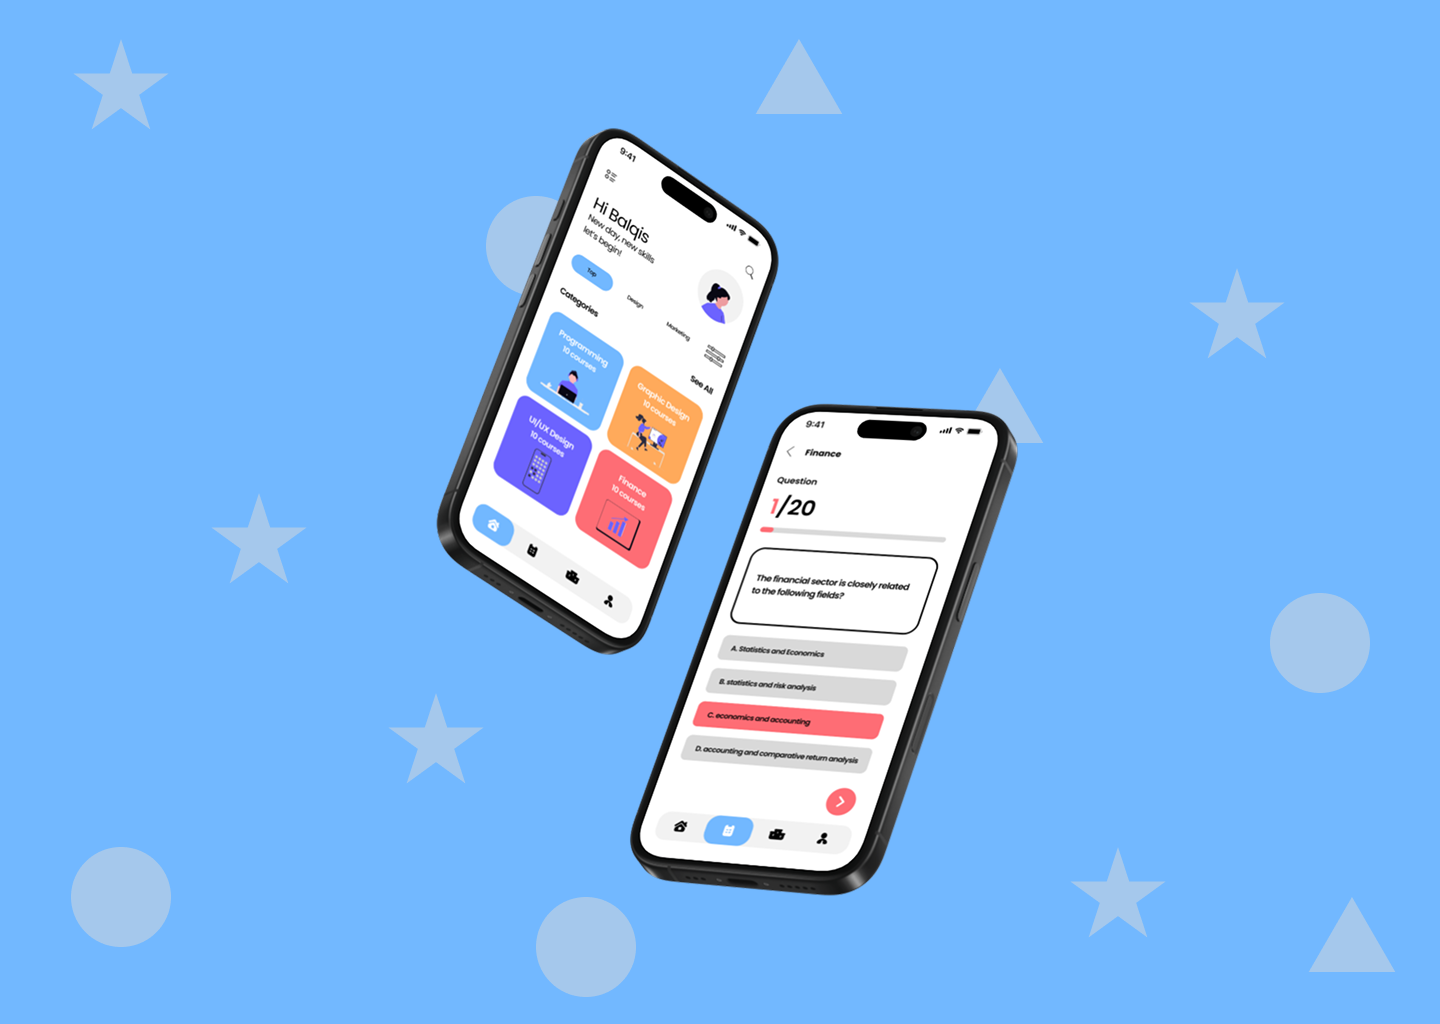 9:41
Hi Balqis
New day, new skills
let's begin!
Top
Design
Marketing
Categories
See All
Programming
10 courses
Graphic Design
10 courses
UI/UX Design
10 courses
Finance
10 courses
9:41
Finance
Question
1/20
The financial sector is closely related
to the following fields?
A. Statistics and Economics
B. statistics and risk analysis
C. economics and accounting
D. accounting and comparative return analysis